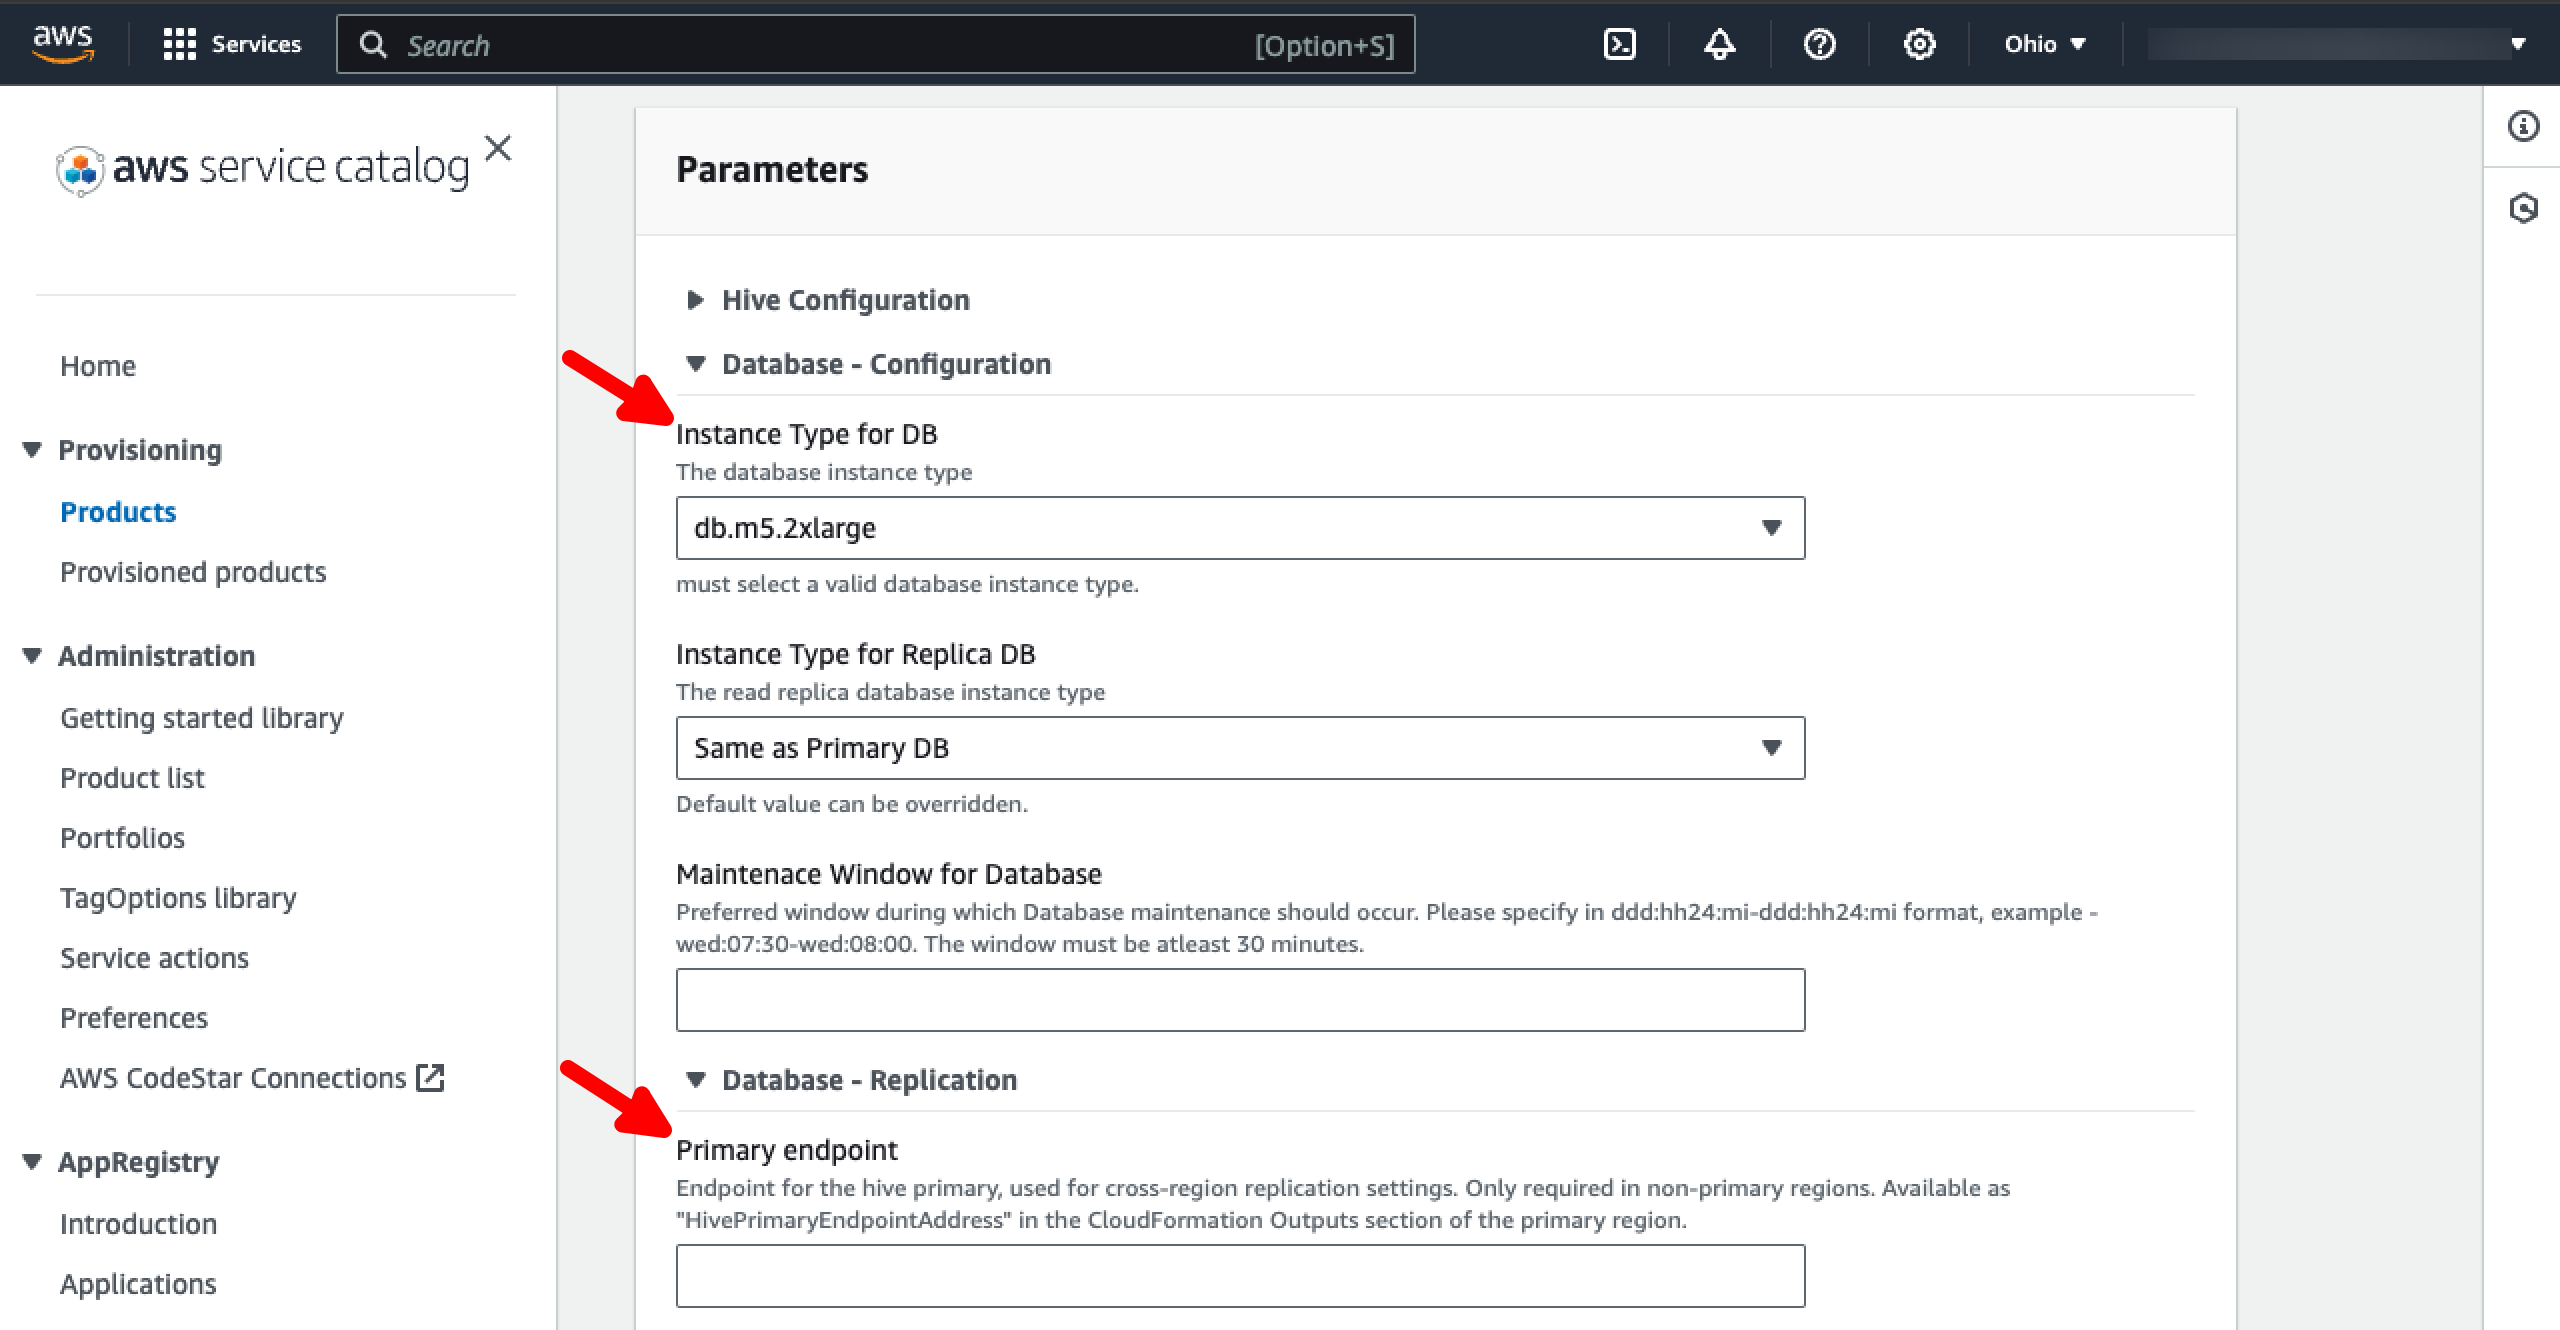 aws
Services
Search
[Option+S]
Ohio
aws service catalog
Home
Provisioning
Products
Provisioned products
Administration
Getting started library
Product list
Portfolios
TagOptions library
Service actions
Preferences
AWS CodeStar Connections
AppRegistry
Introduction
Applications
Parameters
Hive Configuration
Database - Configuration
Instance Type for DB
The database instance type
db.m5.2xlarge
must select a valid database instance type.
Instance Type for Replica DB
The read replica database instance type
Same as Primary DB
Default value can be overridden.
Maintenace Window for Database
Preferred window during which Database maintenance should occur. Please specify in ddd:hh24:mi-ddd:hh24:mi format, example -
wed:07:30-wed:08:00. The window must be atleast 30 minutes.
Database - Replication
Primary endpoint
Endpoint for the hive primary, used for cross-region replication settings. Only required in non-primary regions. Available as
"HivePrimaryEndpointAddress" in the CloudFormation Outputs section of the primary region.